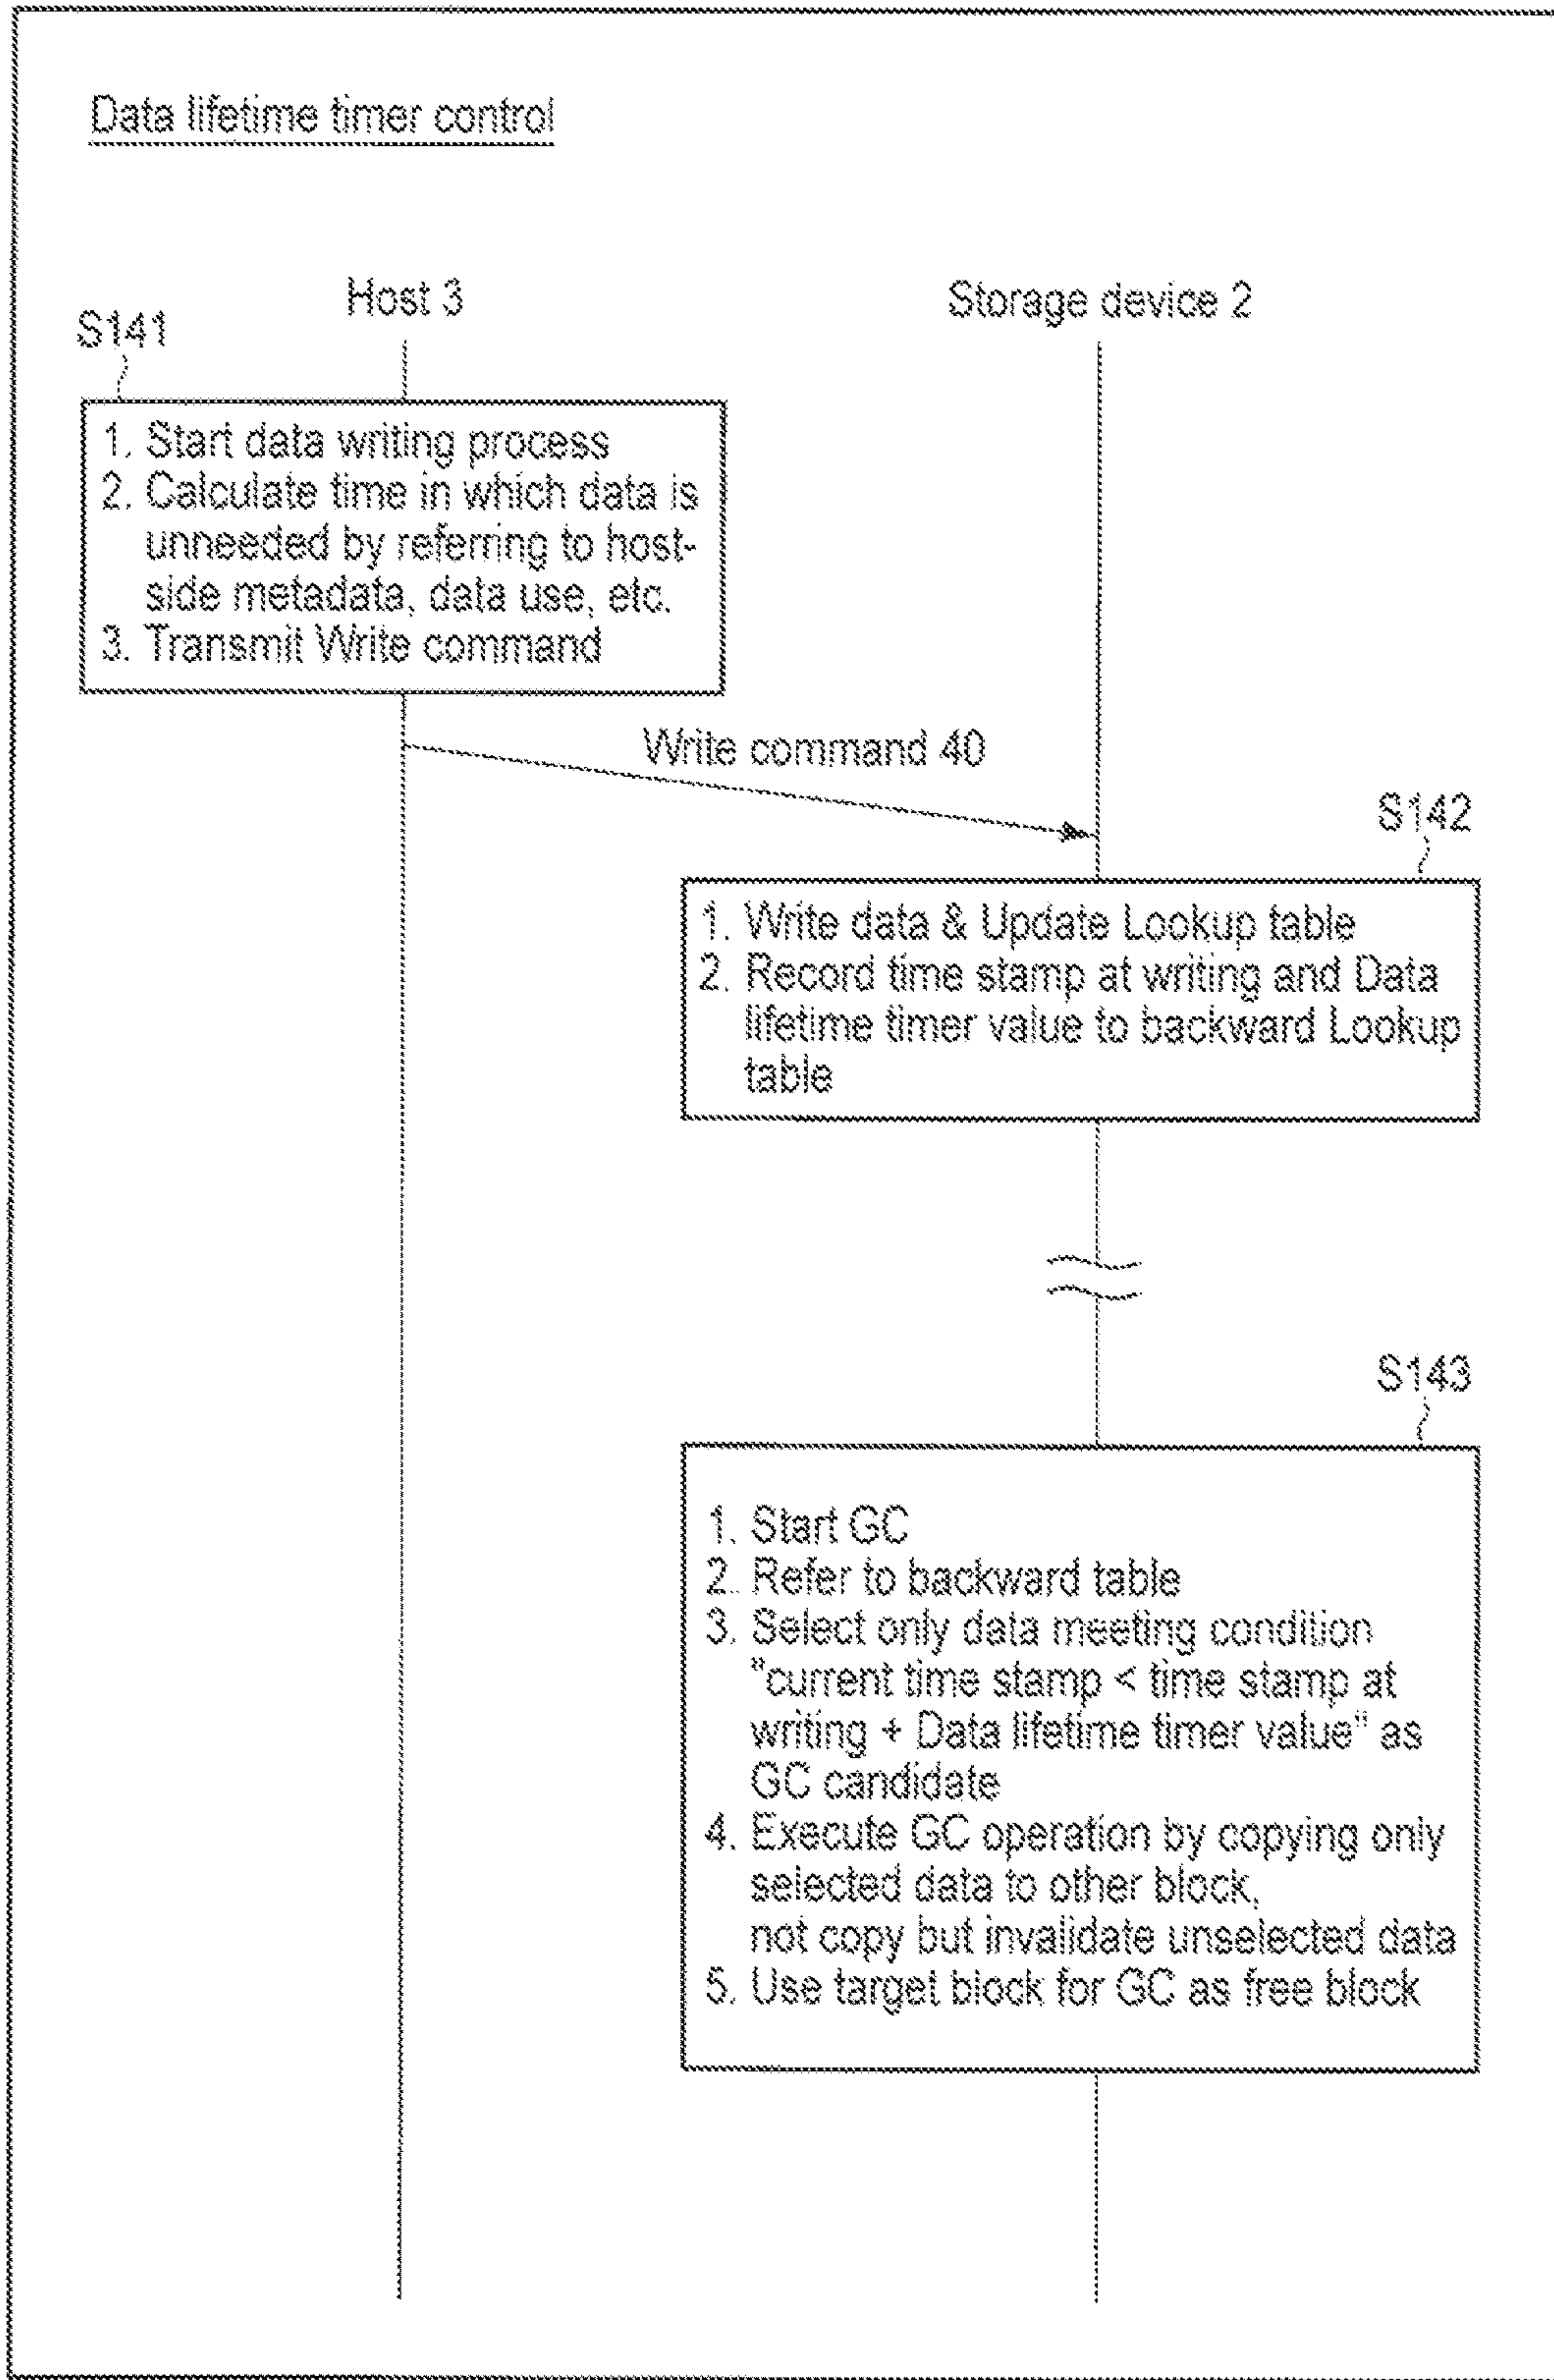 Data lifetime timer control
Host 3
Storage device 2
S141
1. Start data writing process
2. Calculate time in which data is
unneeded by referring to host-
side metadata, data use, etc.
3. Transmit Write command
Write command 40
S142
1. Write data & Update Lookup table
2. Record time stamp at writing and Data
lifetime timer value to backward Lookup
table
S143
1. Start GC
2. Refer to backward table
3. Select only data meeting condition
"current time stamp < time stamp at
writing + Data lifetime timer value" as
GC candidate
4. Execute GC operation by copying only
selected data to other block,
not copy but invalidate unselected data
5. Use target block for GC as free block